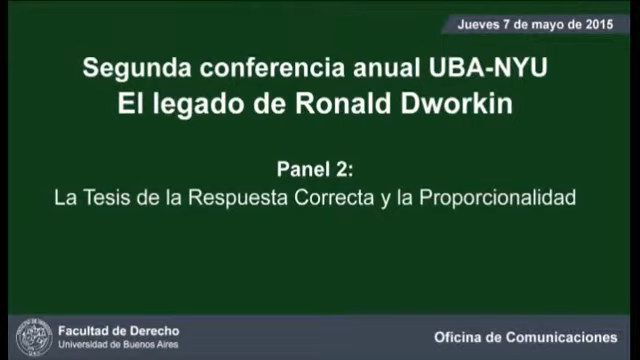 Jueves 7 de mayo de 2015
Segunda conferencia anual UBA-NYU
El legado de Ronald Dworkin
Panel 2:
La Tesis de la Respuesta Correcta y la Proporcionalidad
Facultad de Derecho
Universidad de Buenos Aires
Oficina de Comunicaciones